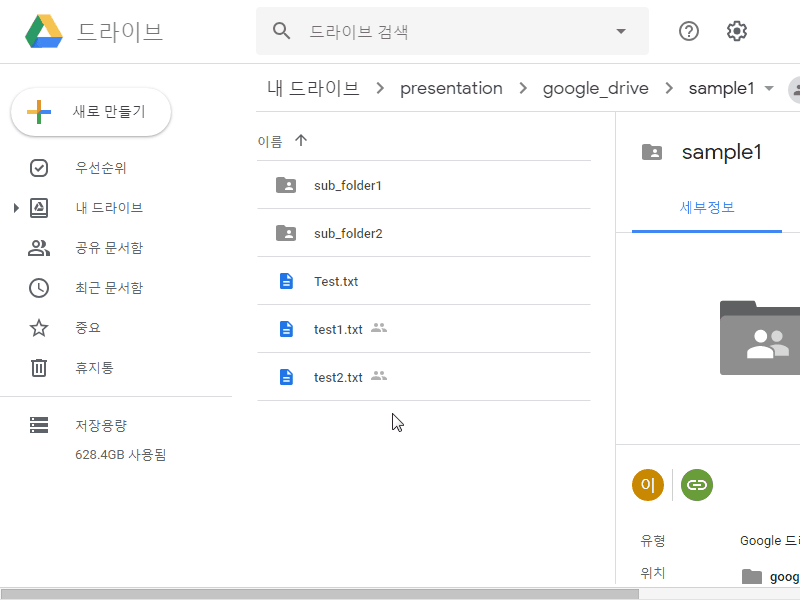 드라이브
드라이브 검색
내 드라이브 > presentation > google_drive > sample1
새로 만들기
우선순위
내 드라이브
공유 문서함
최근 문서함
중요
휴지통
저장용량
628.4GB 사용됨
이름
sub_folder1
sub_folder2
Test.txt
test1.txt
test2.txt
sample1
세부정보
이
유형 Google 드라
위치 goog